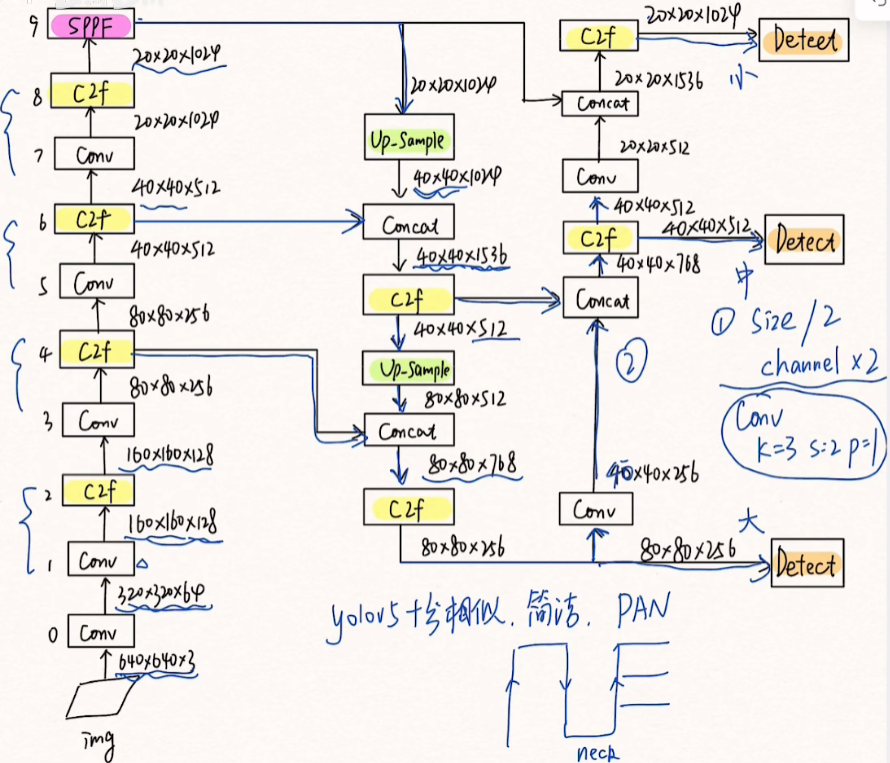 9 SPPF
20×20×1024
8 C2f
20×20×1024
7 Conv
40×40×512
6 C2f
40×40×512
5 Conv
80×80×256
4 C2f
80×80×256
3 Conv
160×160×128
2 C2f
160×160×128
1 Conv
320×320×64
0 Conv
640×640×3
img
20×20×1024
Up-Sample
40×40×1024
Concat
40×40×1536
C2f
40×40×512
Up-Sample
80×80×512
Concat
80×80×768
C2f
80×80×256
20×20×1024
C2f
Detect
小
20×20×1536
Concat
20×20×512
Conv
40×40×512
C2f
40×40×512
Detect
中
40×40×768
Concat
②
40×40×256
Conv
大
80×80×256
Detect
① size/2
channel ×2
Conv
k=3 s=2 p=1
yolov5十分相似. 简洁. PAN
neck